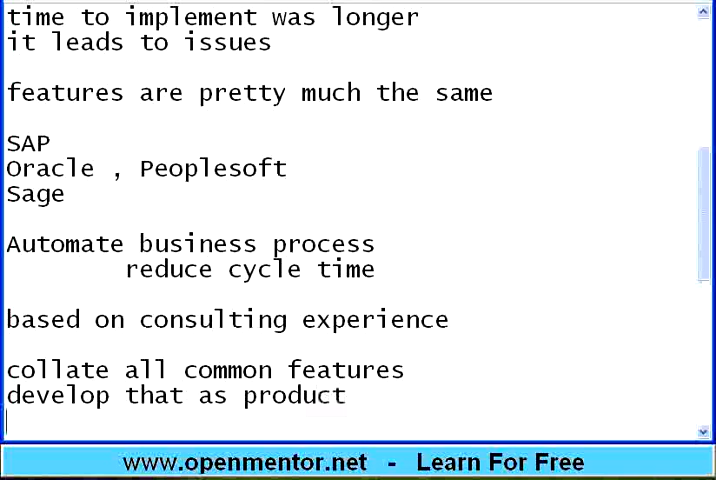 time to implement was longer
it leads to issues
features are pretty much the same
SAP
Oracle , Peoplesoft
Sage
Automate business process
reduce cycle time
based on consulting experience
collate all common features
develop that as product
www.openmentor.net - Learn For Free